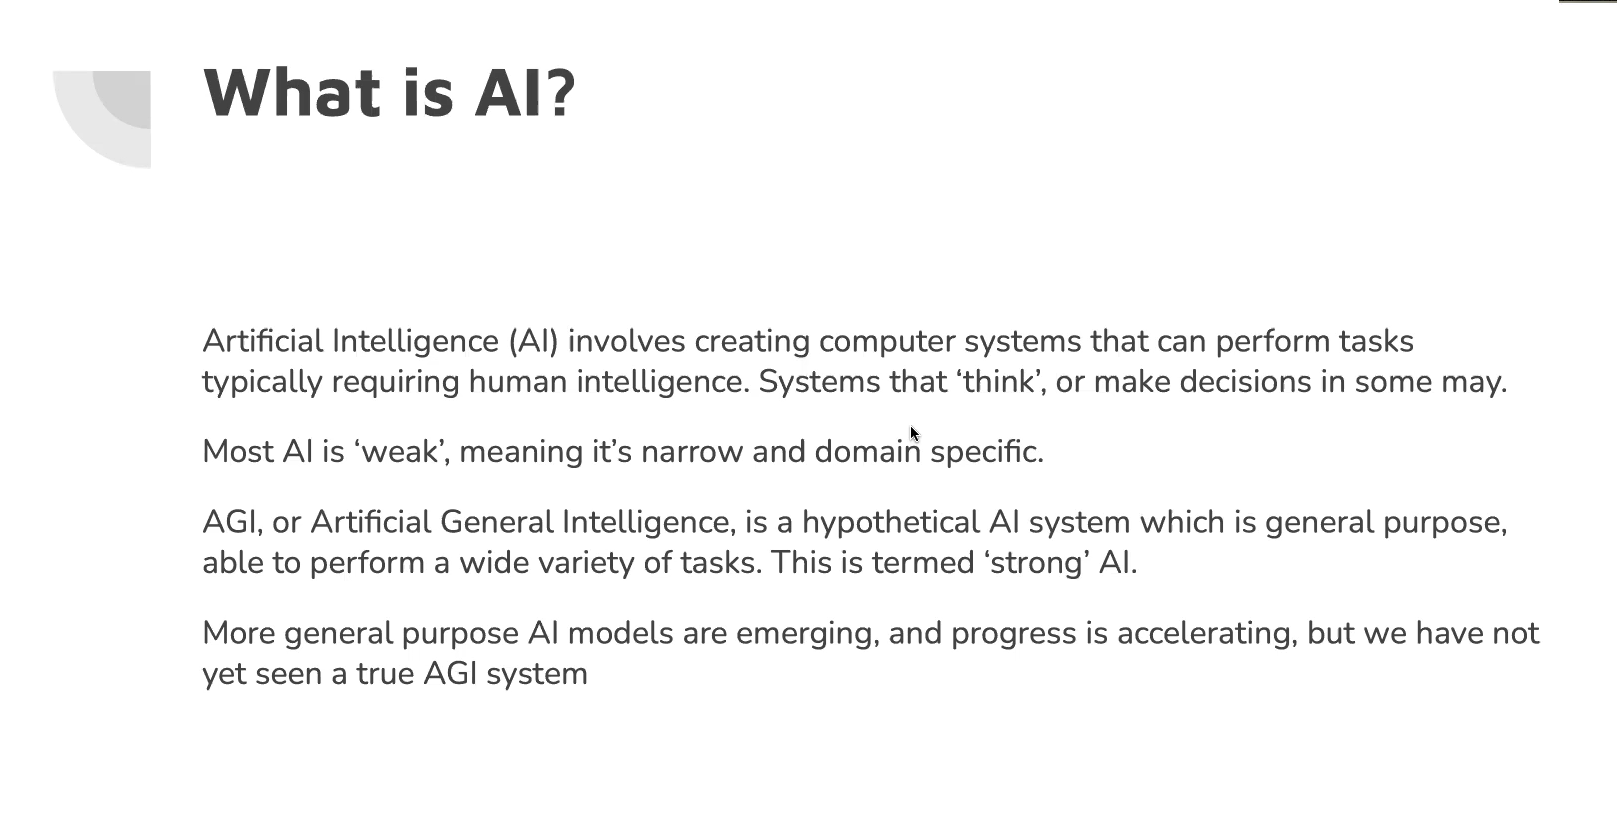 What is AI?
Artificial Intelligence (AI) involves creating computer systems that can perform tasks
typically requiring human intelligence. Systems that ‘think’, or make decisions in some may.
Most AI is ‘weak’, meaning it’s narrow and domain specific.
AGI, or Artificial General Intelligence, is a hypothetical AI system which is general purpose,
able to perform a wide variety of tasks. This is termed ‘strong’ AI.
More general purpose AI models are emerging, and progress is accelerating, but we have not
yet seen a true AGI system